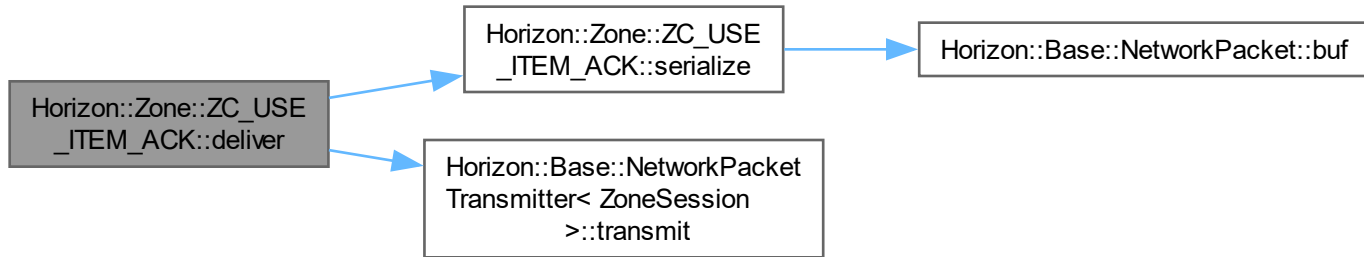 Horizon::Zone::ZC_USE
_ITEM_ACK::deliver
Horizon::Zone::ZC_USE
_ITEM_ACK::serialize
Horizon::Base::NetworkPacket::buf
Horizon::Base::NetworkPacket
Transmitter< ZoneSession
>::transmit